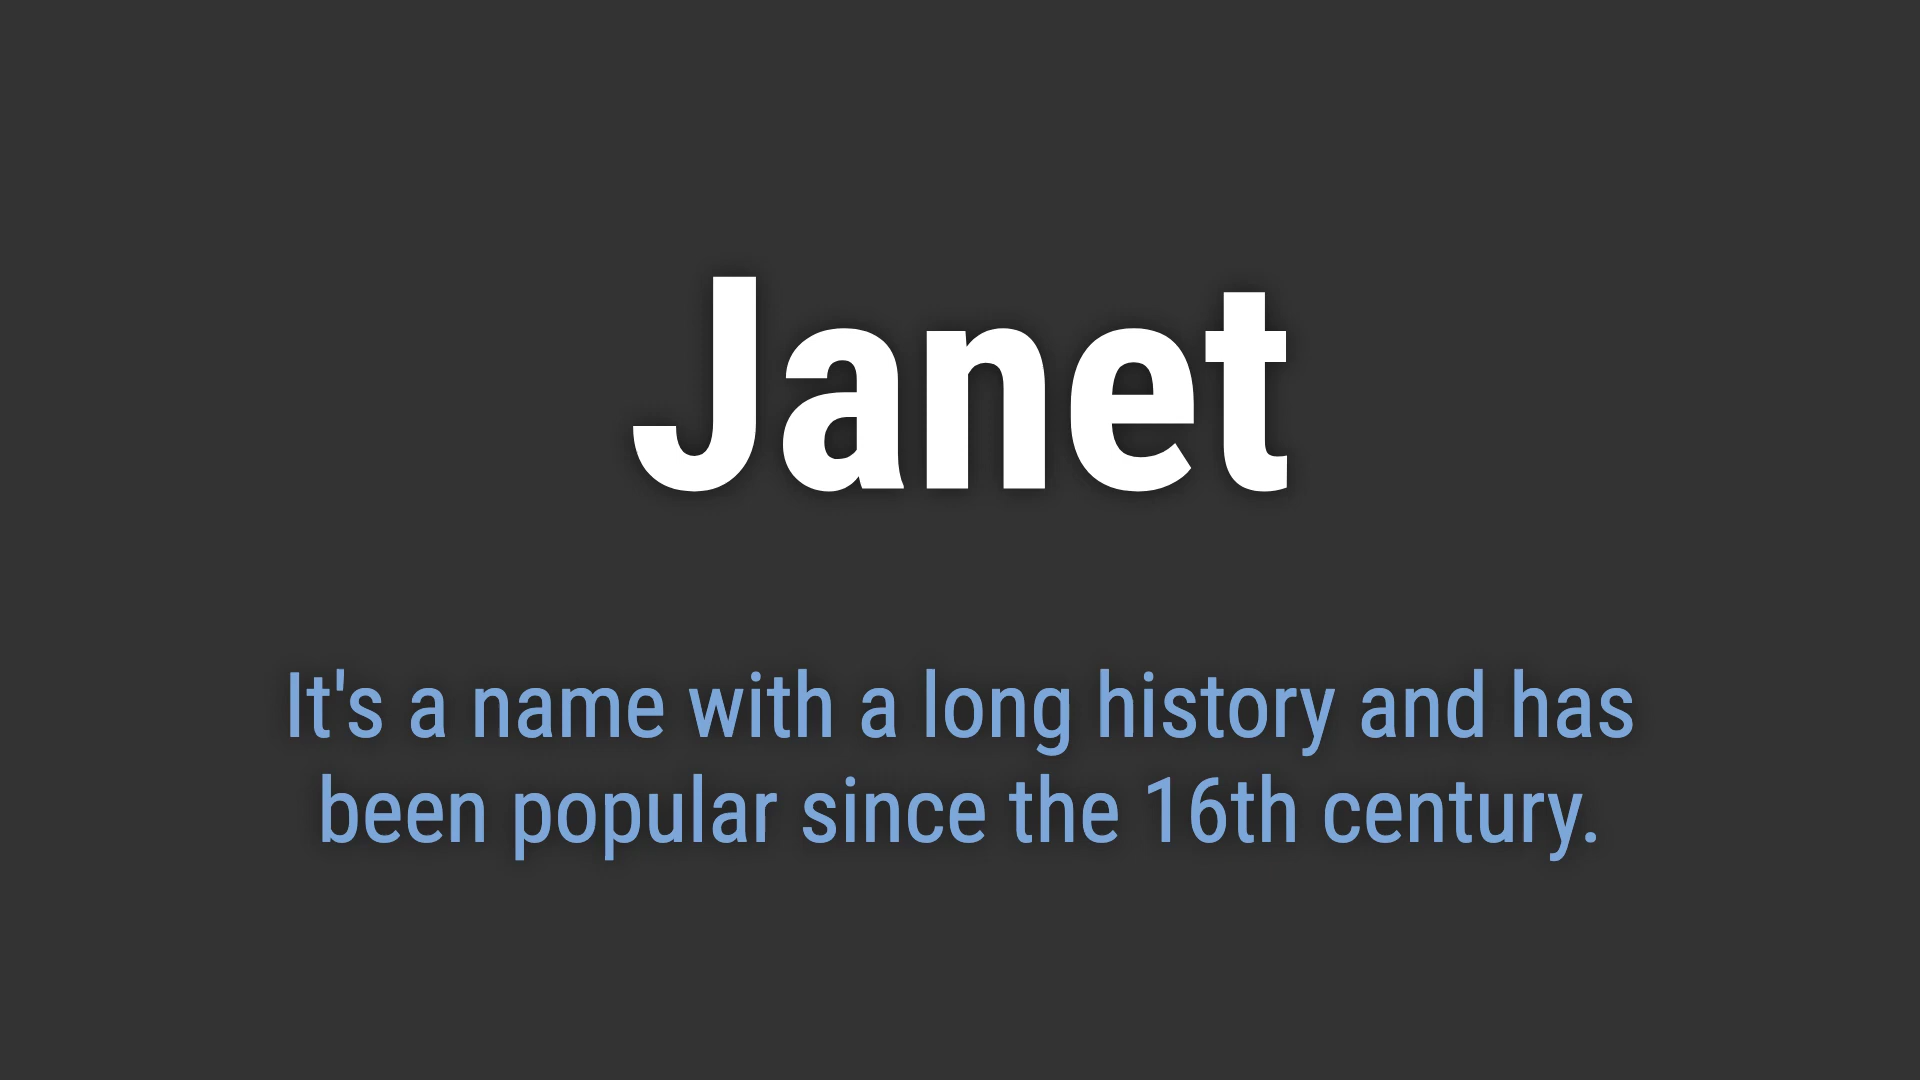 Janet
It's a name with a long history and has
been popular since the 16th century.